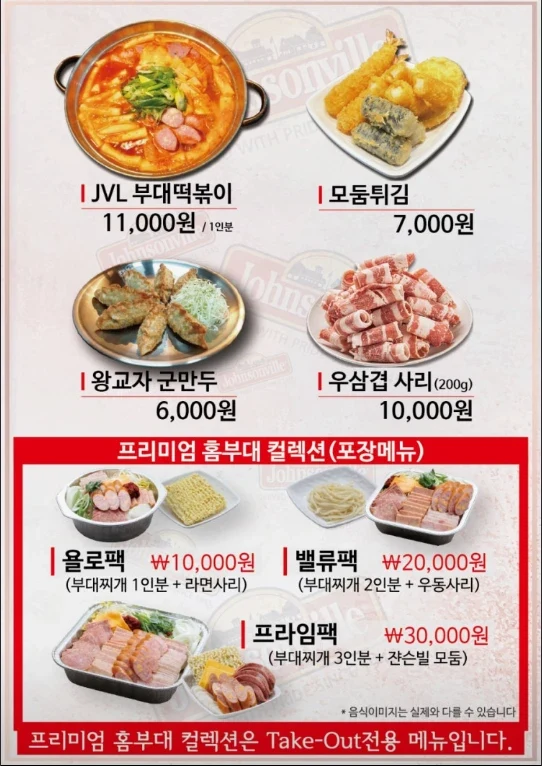 JVL 부대떡볶이
11,000원 / 1인분
모둠튀김
7,000원
왕교자 군만두
6,000원
우삼겹 사리(200g)
10,000원
프리미엄 홈부대 컬렉션(포장메뉴)
욜로팩 ₩10,000원
(부대찌개 1인분 + 라면사리)
밸류팩 ₩20,000원
(부대찌개 2인분 + 우동사리)
프라임팩 ₩30,000원
(부대찌개 3인분 + 쟌슨빌 모둠)
* 음식이미지는 실제와 다를 수 있습니다
프리미엄 홈부대 컬렉션은 Take-Out전용 메뉴입니다.
Johnsonville
WITH PRIDE
Johnsonville
Johnsonville
Johnsonville
Johnsonville